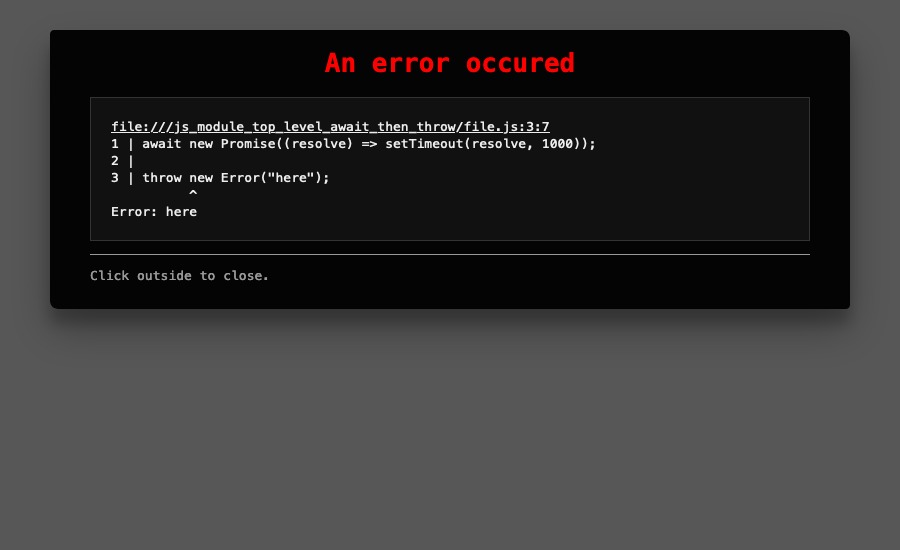 An error occured
file:///js_module_top_level_await_then_throw/file.js:3:7
1 | await new Promise((resolve) => setTimeout(resolve, 1000));
2 |
3 | throw new Error("here");
          ^
Error: here
Click outside to close.